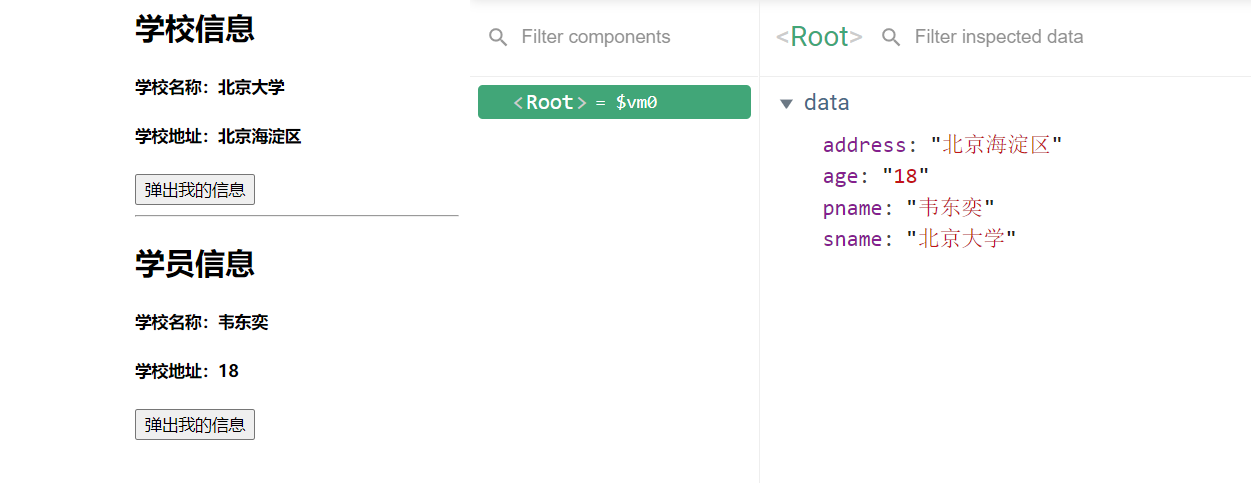 学校信息
学校名称：北京大学
学校地址：北京海淀区
弹出我的信息
学员信息
学校名称：韦东奕
学校地址：18
弹出我的信息
Filter components
<Root> = $vm0
<Root> Filter inspected data
▼ data
address: "北京海淀区"
age: "18"
pname: "韦东奕"
sname: "北京大学"